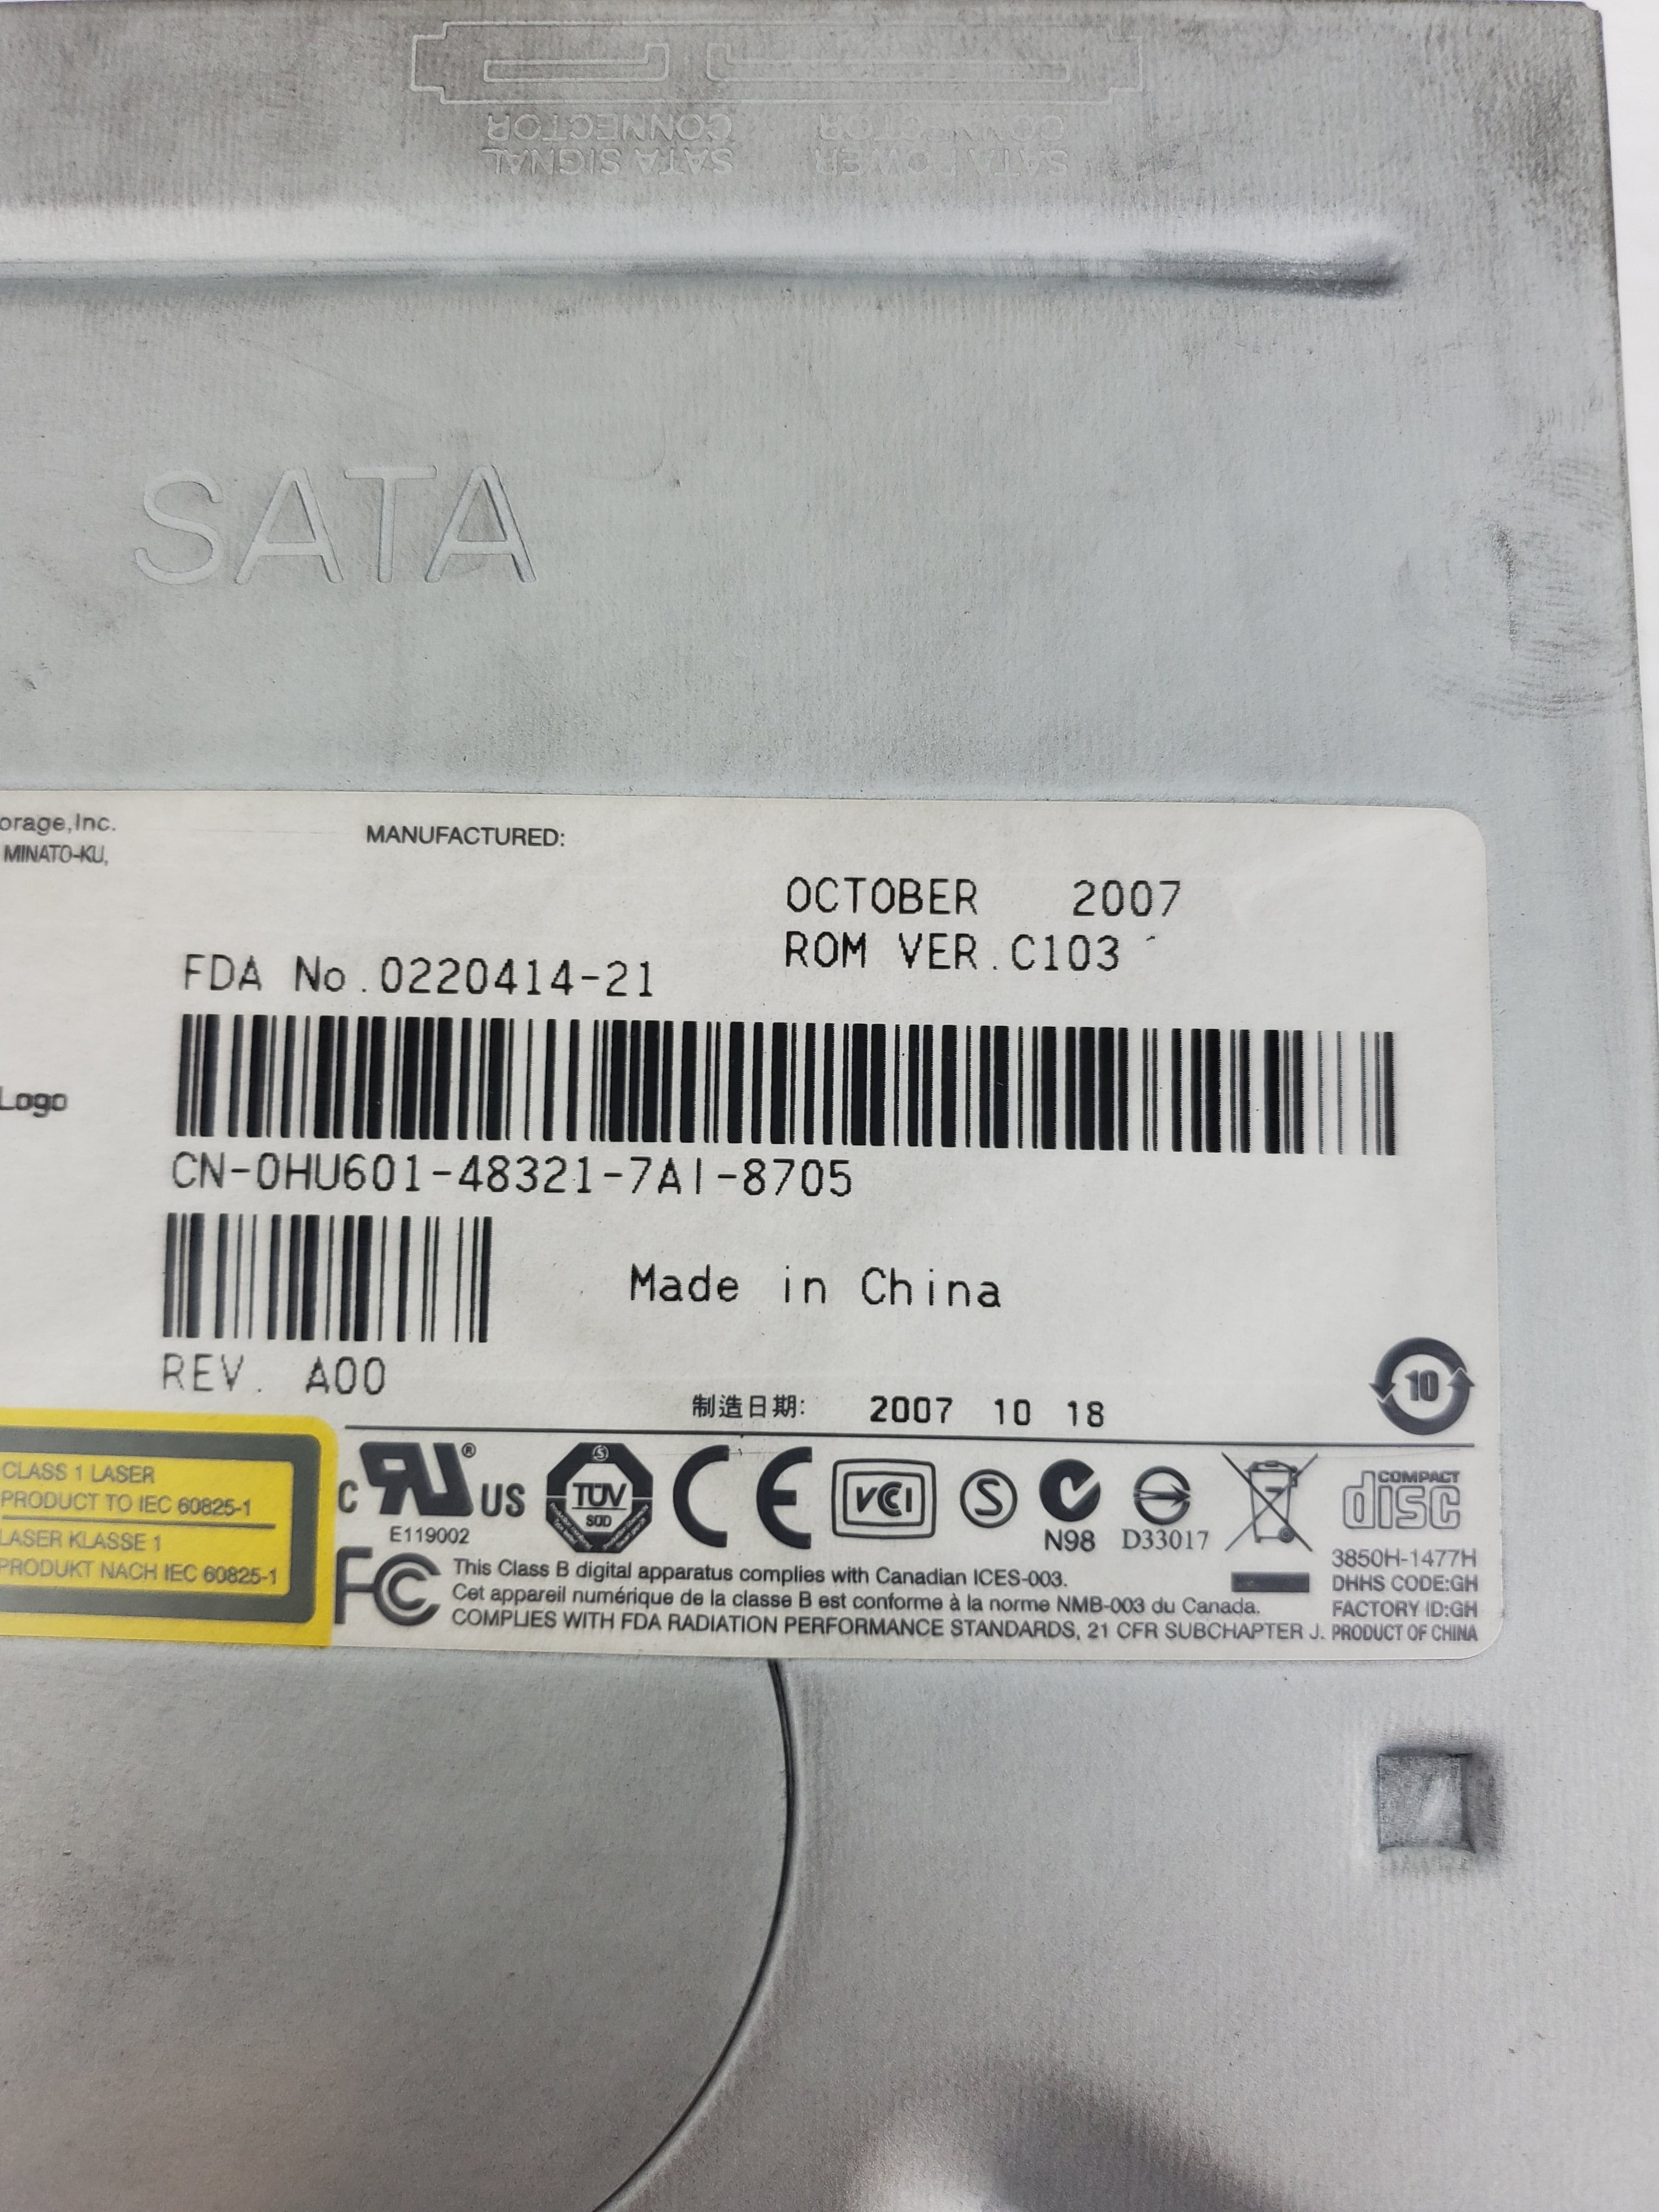 SATA SIGNAL CONNECTOR
SATA POWER CONNECTOR
SATA
orage,Inc.
MINATO-KU,
MANUFACTURED:
OCTOBER 2007
ROM VER.C103
FDA No.0220414-21
Logo
CN-0HU601-48321-7AI-8705
Made in China
REV. A00
制造日期: 2007 10 18
10
CLASS 1 LASER
PRODUCT TO IEC 60825-1
LASER KLASSE 1
PRODUKT NACH IEC 60825-1
C RU® US
E119002
TÜV
SÜD
CE
VCI
S
N98
D33017
COMPACT
disc
FC
This Class B digital apparatus complies with Canadian ICES-003.
Cet appareil numérique de la classe B est conforme à la norme NMB-003 du Canada.
COMPLIES WITH FDA RADIATION PERFORMANCE STANDARDS, 21 CFR SUBCHAPTER J.
3850H-1477H
DHHS CODE:GH
FACTORY ID:GH
PRODUCT OF CHINA